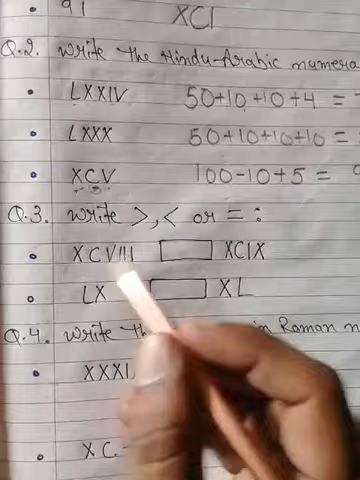 • 91 XCI
Q.2. Write the Hindu-Arabic numera
• LXXIV 50+10+10+4 =
• LXXX 50+10+10+10 =
• XCV 100-10+5 =
Q.3. Write >, < or = :
• XCVIII XCIX
• LX XL
Q.4. Write in Roman
• XXXI
• XC